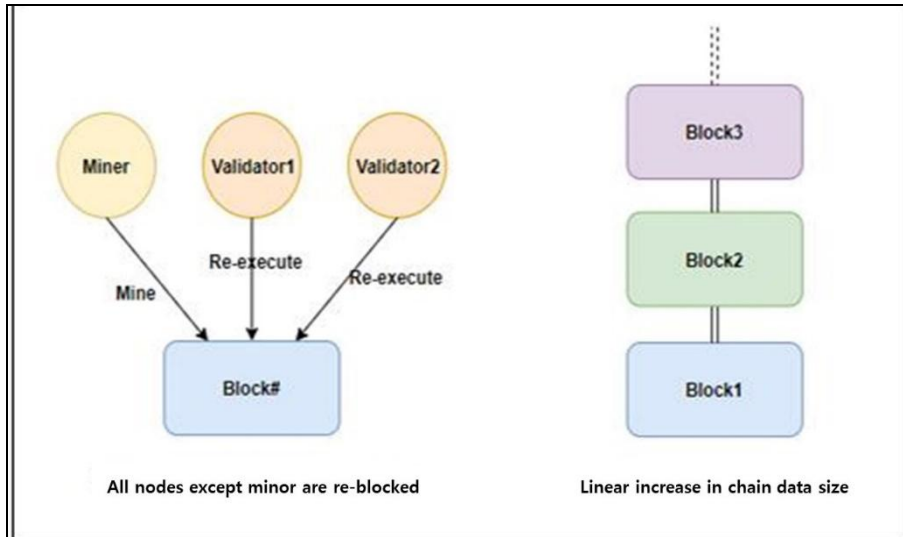 Miner
Validator1
Validator2
Mine
Re-execute
Re-execute
Block#
All nodes except minor are re-blocked
Block3
Block2
Block1
Linear increase in chain data size